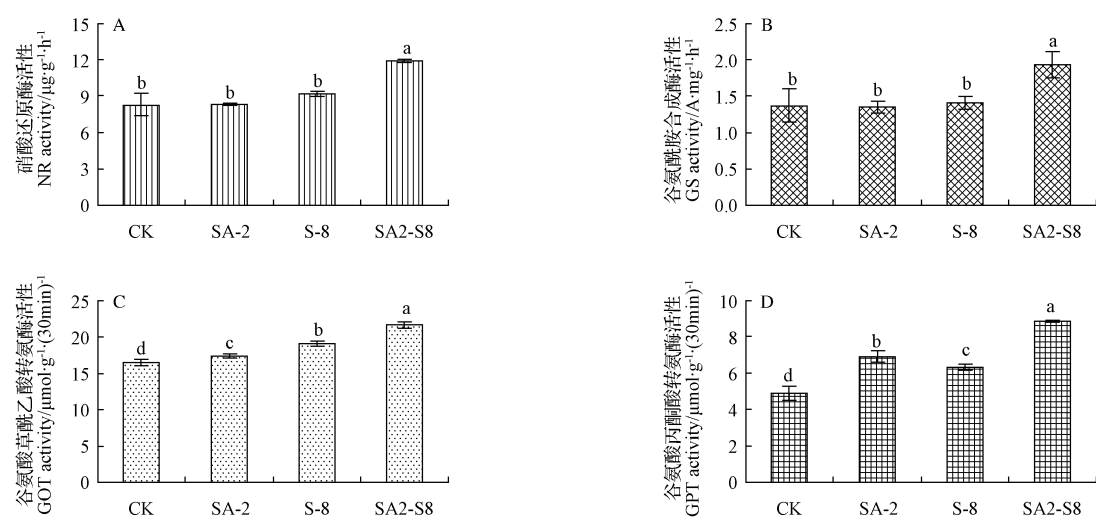 A
硝酸还原酶活性
NR activity/μg·g⁻¹·h⁻¹
15
12
9
6
3
0
b
b
b
a
CK
SA-2
S-8
SA2-S8
B
谷氨酰胺合成酶活性
GS activity/A·mg⁻¹·h⁻¹
2.5
2.0
1.5
1.0
0.5
0.0
b
b
b
a
CK
SA-2
S-8
SA2-S8
C
谷氨酸草酰乙酸转氨酶活性
GOT activity/μmol·g⁻¹·(30min)⁻¹
25
20
15
10
5
0
d
c
b
a
CK
SA-2
S-8
SA2-S8
D
谷氨酸丙酮酸转氨酶活性
GPT activity/μmol·g⁻¹·(30min)⁻¹
10
8
6
4
2
0
d
b
c
a
CK
SA-2
S-8
SA2-S8